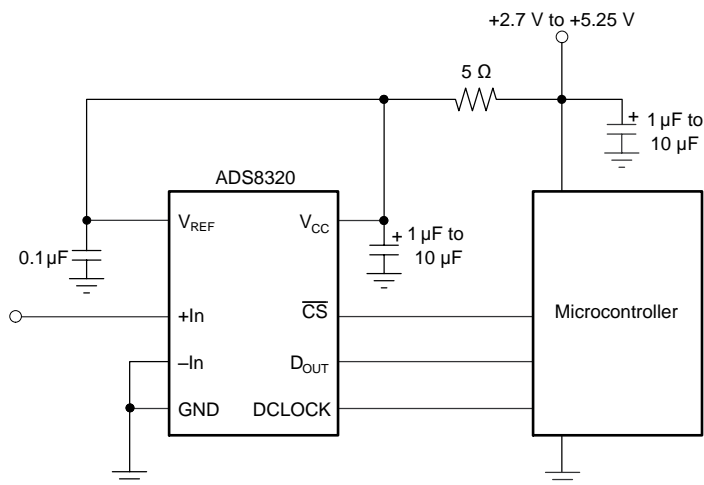 +2.7 V to +5.25 V
5 Ω
+ 1 µF to
10 µF
ADS8320
VREF
VCC
0.1 µF
+ 1 µF to
10 µF
+In
CS
Microcontroller
–In
DOUT
GND
DCLOCK